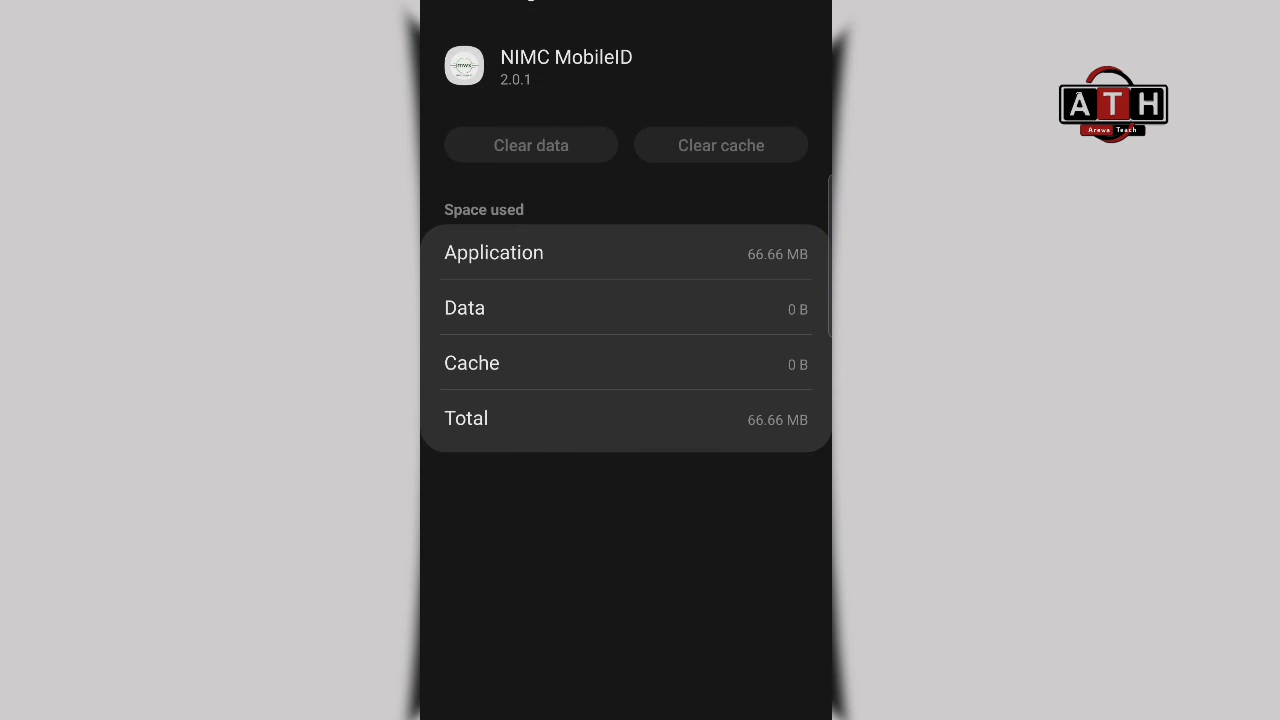 NIMC MobileID
2.0.1
Clear data
Clear cache
Space used
Application
66.66 MB
Data
0 B
Cache
0 B
Total
66.66 MB
ATH
Arewa Teach